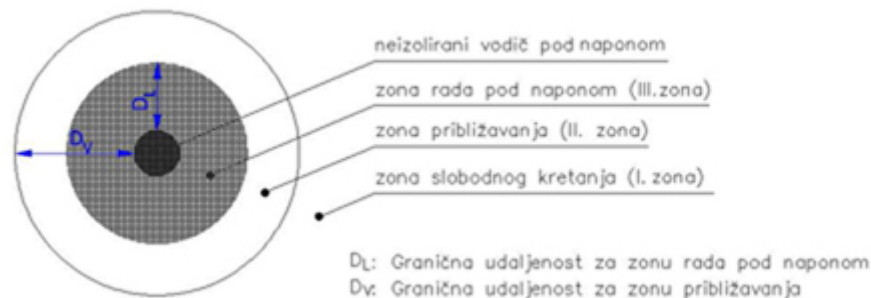 neizolirani vodič pod naponom
zona rada pod naponom (III.zona)
zona približavanja (II. zona)
zona slobodnog kretanja (I. zona)
DL
DV
DL: Granična udaljenost za zonu rada pod naponom
DV: Granična udaljenost za zonu približavanja